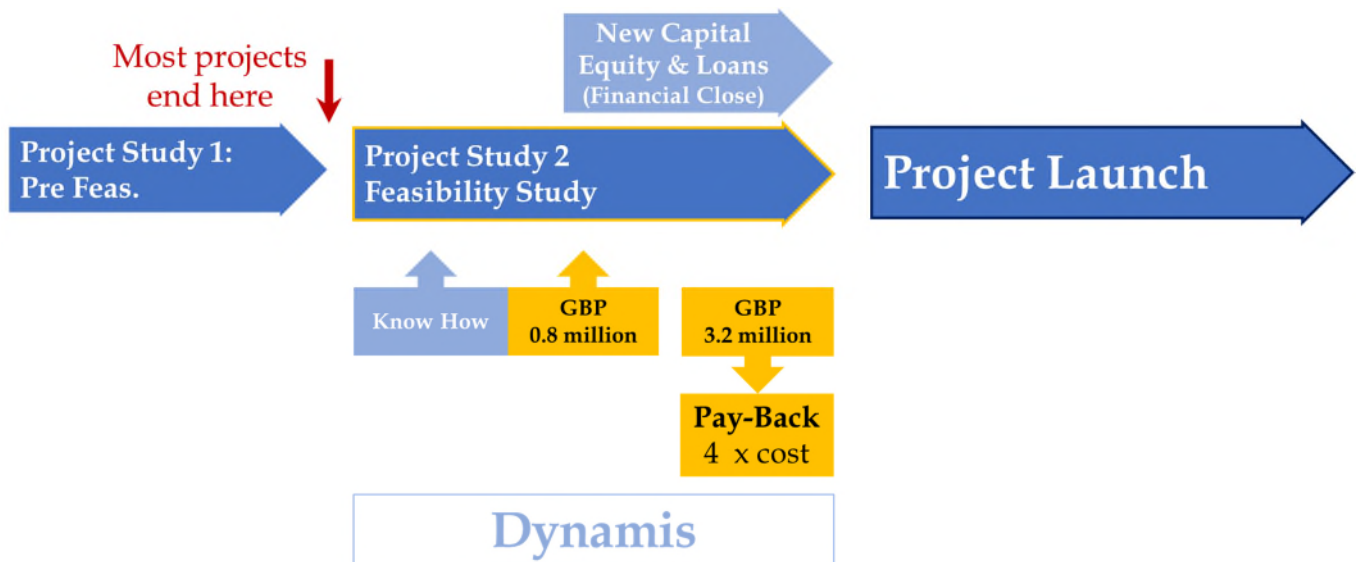 New Capital
Equity & Loans
(Financial Close)
Most projects
end here
Project Study 1:
Pre Feas.
Project Study 2
Feasibility Study
Project Launch
Know How
GBP
0.8 million
GBP
3.2 million
Pay-Back
4 x cost
Dynamis